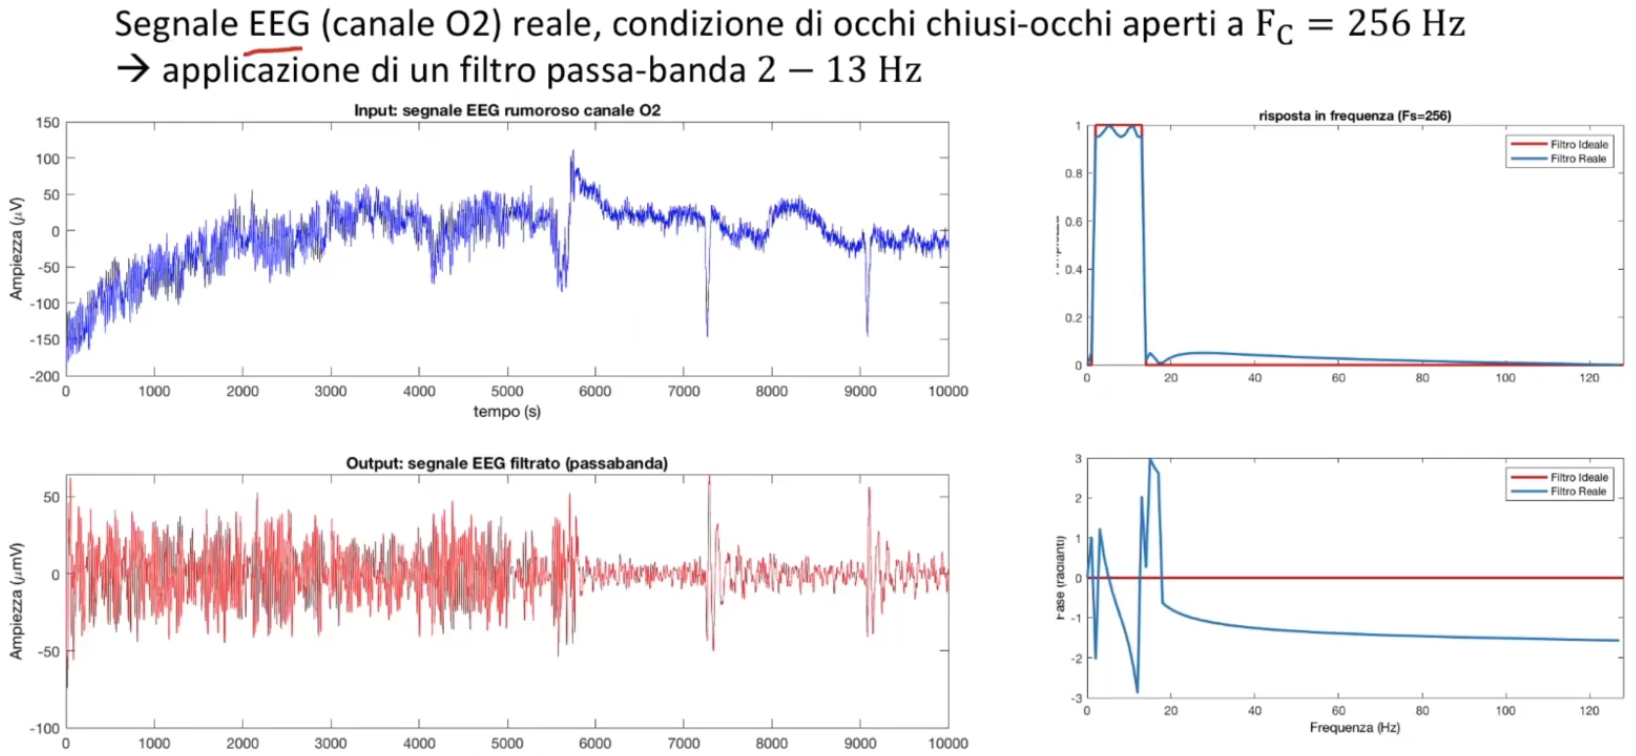 Segnale EEG (canale O2) reale, condizione di occhi chiusi-occhi aperti a F_C = 256 Hz
→ applicazione di un filtro passa-banda 2 – 13 Hz
Input: segnale EEG rumoroso canale O2
150
100
50
0
-50
-100
-150
-200
Ampiezza (μV)
0 1000 2000 3000 4000 5000 6000 7000 8000 9000 10000
tempo (s)
risposta in frequenza (Fs=256)
1
0.8
0.6
0.4
0.2
0
Filtro Ideale
Filtro Reale
0 20 40 60 80 100 120
Output: segnale EEG filtrato (passabanda)
50
0
-50
-100
Ampiezza (μmV)
0 1000 2000 3000 4000 5000 6000 7000 8000 9000 10000
3
2
1
0
-1
-2
-3
Fase (radianti)
Filtro Ideale
Filtro Reale
0 20 40 60 80 100 120
Frequenza (Hz)